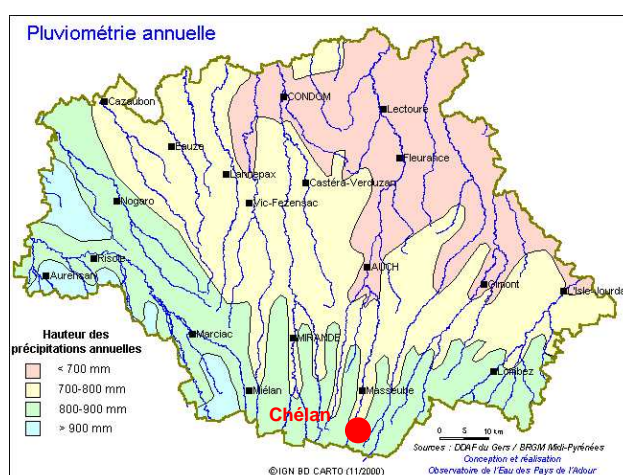 Pluviométrie annuelle
Cazaubon
CONDOM
Lectoure
Eauze
Fleurance
Lannepax
Castéra-Verduzan
Nogaro
Vic-Fezensac
Riscle
AUCH
Aurensan
Gimont
L'Isle-Jourda
Hauteur des
précipitations annuelles
Marciac
MIRANDE
< 700 mm
700-800 mm
Lombez
800-900 mm
Miélan
Masseube
> 900 mm
Chélan
0 5 10 km
Sources : DDAF du Gers / BRGM Midi-Pyrénées
Conception et réalisation
©IGN BD CARTO (11/2000)
Observatoire de l'Eau des Pays de l'Adour